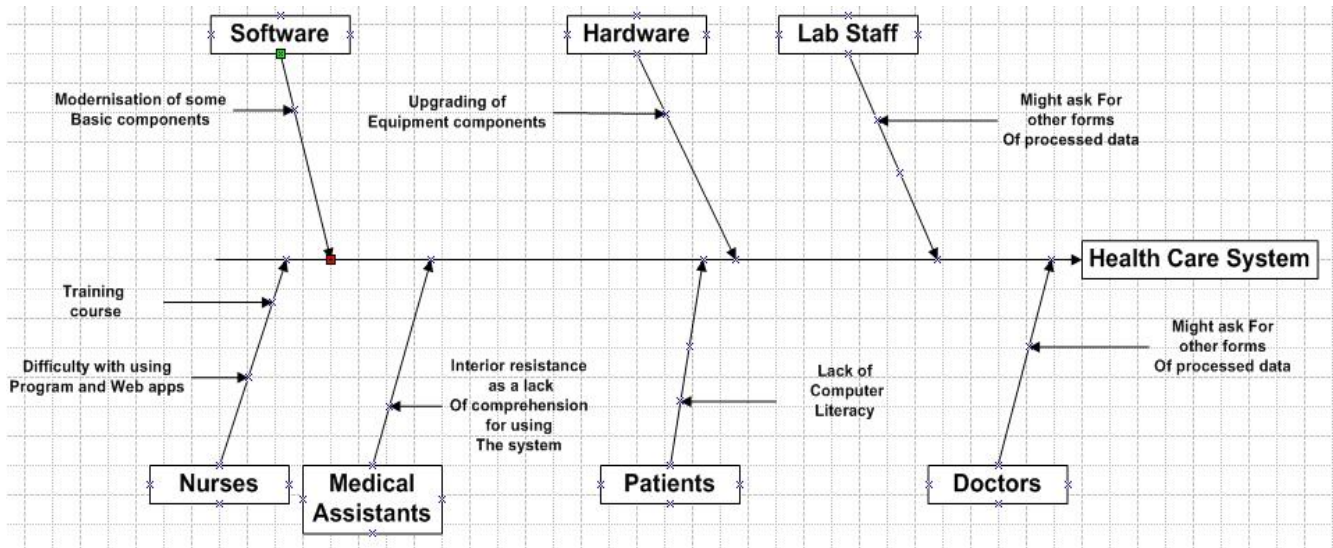 Software
Hardware
Lab Staff
Modernisation of some
Basic components
Upgrading of
Equipment components
Might ask For
other forms
Of processed data
Health Care System
Training
course
Difficulty with using
Program and Web apps
Interior resistance
as a lack
Of comprehension
for using
The system
Lack of
Computer
Literacy
Might ask For
other forms
Of processed data
Nurses
Medical
Assistants
Patients
Doctors